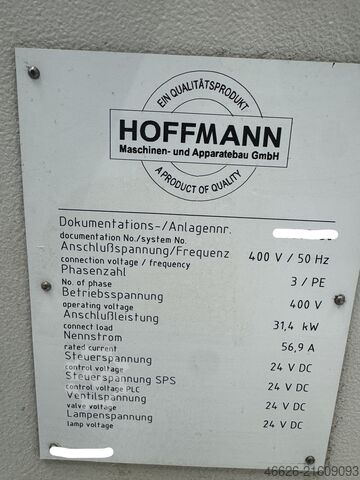 EIN QUALITÄTSPRODUKT
HOFFMANN
Maschinen- und Apparatebau GmbH
A PRODUCT OF QUALITY
Dokumentations-/Anlagennr.
documentation No./system No.
Anschlußspannung/Frequenz 400 V / 50 Hz
connection voltage / frequency
Phasenzahl 3 / PE
No. of phase
Betriebsspannung 400 V
operating voltage
Anschlußleistung 31,4 kW
connect load
Nennstrom 56,9 A
rated current
Steuerspannung 24 V DC
control voltage
Steuerspannung SPS 24 V DC
control voltage PLC
Ventilspannung 24 V DC
valve voltage
Lampenspannung 24 V DC
lamp voltage
46626-21609093